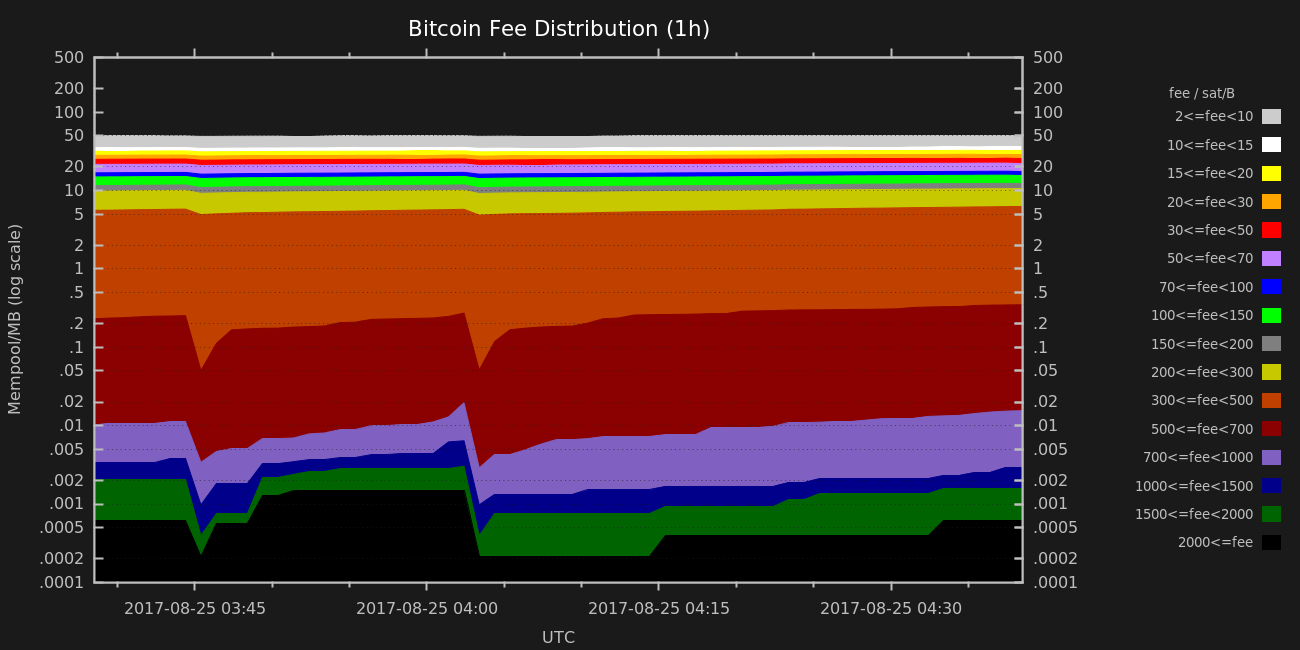 Bitcoin Fee Distribution (1h)
500 500
200 200
100 100
50 50
20 20
10 10
5 5
2 2
1 1
.5 .5
.2 .2
.1 .1
.05 .05
.02 .02
.01 .01
.005 .005
.002 .002
.001 .001
.0005 .0005
.0002 .0002
.0001 .0001
Mempool/MB (log scale)
2017-08-25 03:45 2017-08-25 04:00 2017-08-25 04:15 2017-08-25 04:30
UTC
fee / sat/B
2<=fee<10
10<=fee<15
15<=fee<20
20<=fee<30
30<=fee<50
50<=fee<70
70<=fee<100
100<=fee<150
150<=fee<200
200<=fee<300
300<=fee<500
500<=fee<700
700<=fee<1000
1000<=fee<1500
1500<=fee<2000
2000<=fee